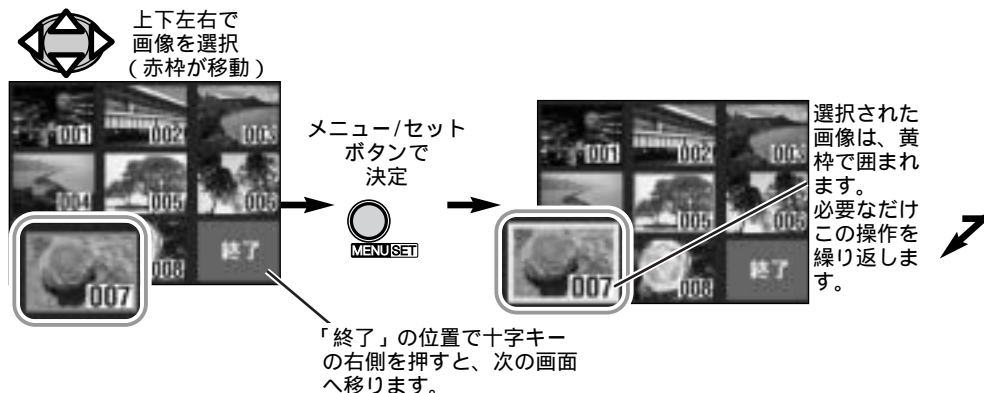 上下左右で
画像を選択
(赤枠が移動)
001 002 003
004 005 006
007 008 終了
メニュー/セット
ボタンで
決定
MENU/SET
001 002 003
005 006
007 008 終了
選択された
画像は、黄
枠で囲まれ
ます。
必要なだけ
この操作を
繰り返しま
す。
「終了」の位置で十字キー
の右側を押すと、次の画面
へ移ります。